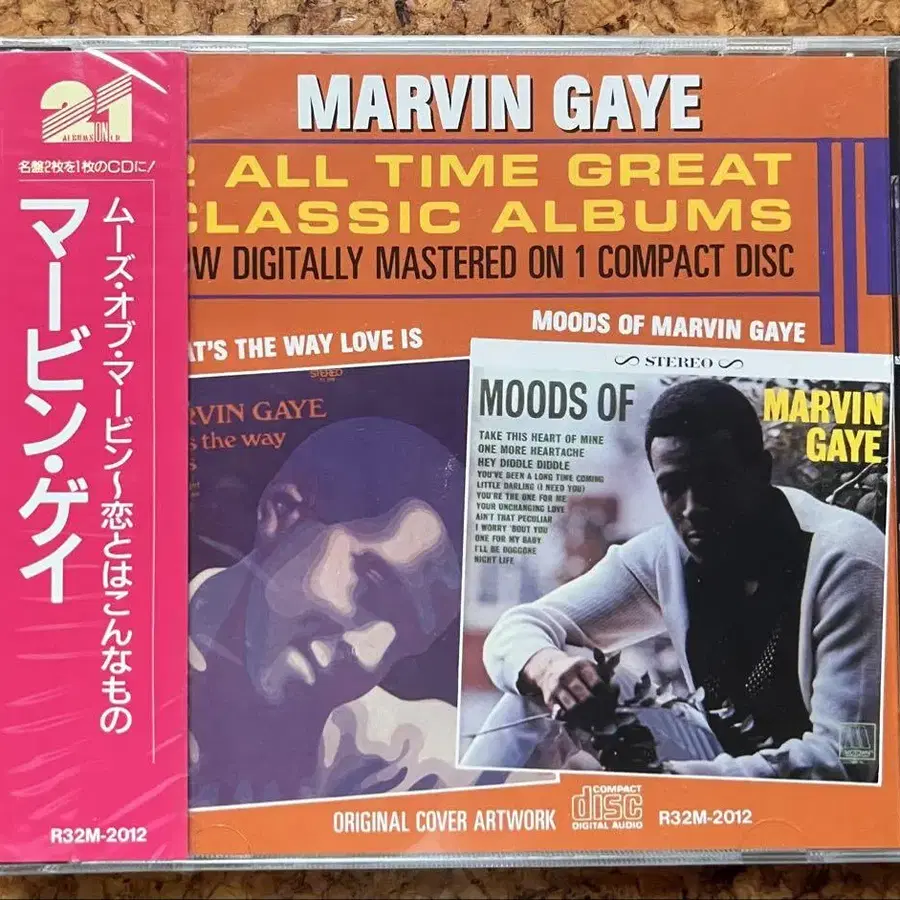 21
ALBUMS ON 1 CD
名盤2枚を1枚のCDに!
ムーズ・オブ・マービン〜恋とはこんなもの
マービン・ゲイ
R32M-2012
MARVIN GAYE
ALL TIME GREAT
CLASSIC ALBUMS
DIGITALLY MASTERED ON 1 COMPACT DISC
THE WAY LOVE IS
STEREO
GAYE
the way
MOODS OF MARVIN GAYE
STEREO
MOODS OF
MARVIN
GAYE
TAKE THIS HEART OF MINE
ONE MORE HEARTACHE
HEY DIDDLE DIDDLE
YOU'VE BEEN A LONG TIME COMING
LITTLE DARLING (I NEED YOU)
YOU'RE THE ONE FOR ME
YOUR UNCHANGING LOVE
AIN'T THAT PECULIAR
I WORRY 'BOUT YOU
ONE FOR MY BABY
I'LL BE DOGGONE
NIGHT LIFE
MOTOWN
ORIGINAL COVER ARTWORK
COMPACT
disc
DIGITAL AUDIO
R32M-2012